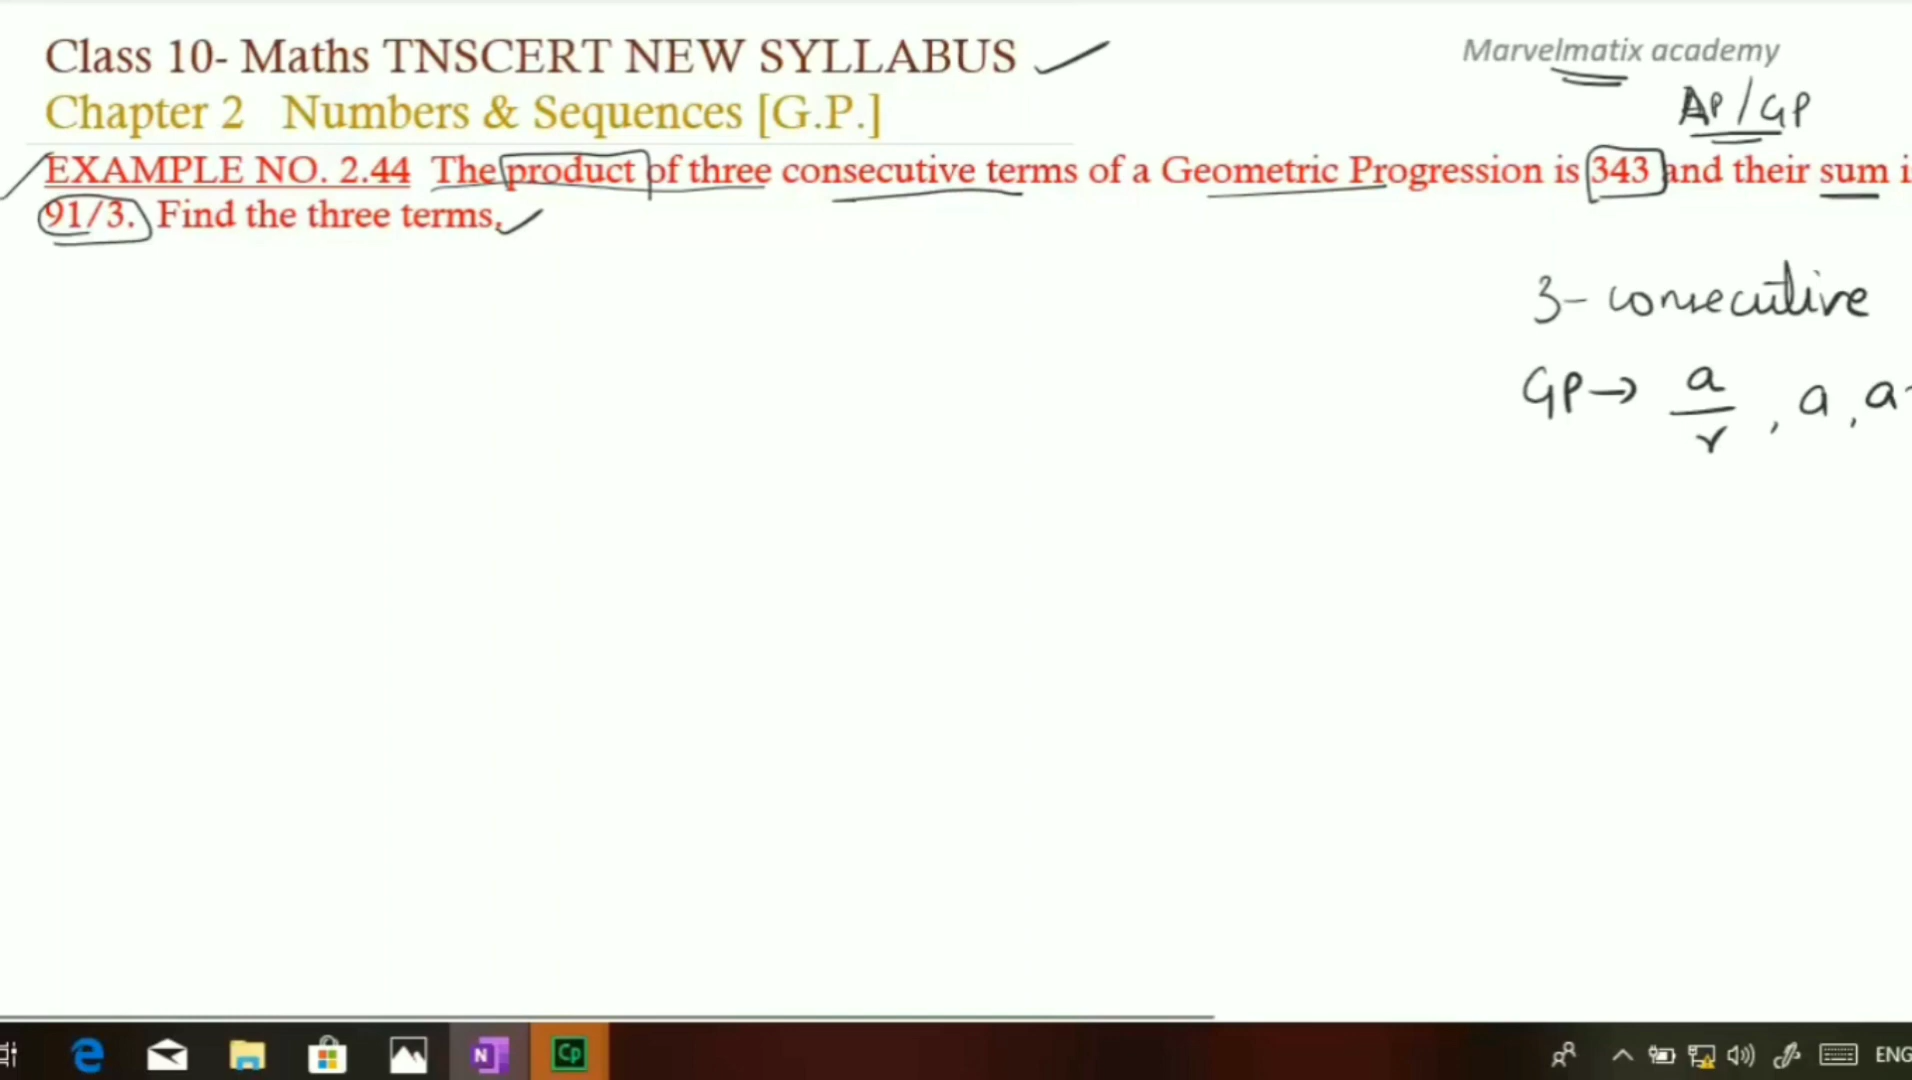 Class 10- Maths TNSCERT NEW SYLLABUS
Marvelmatix academy
Chapter 2 Numbers & Sequences [G.P.]
AP/GP
EXAMPLE NO. 2.44 The product of three consecutive terms of a Geometric Progression is 343 and their sum i
91/3. Find the three terms.
3- consecutive
GP→ a/r , a , a
N
Cp
ENG